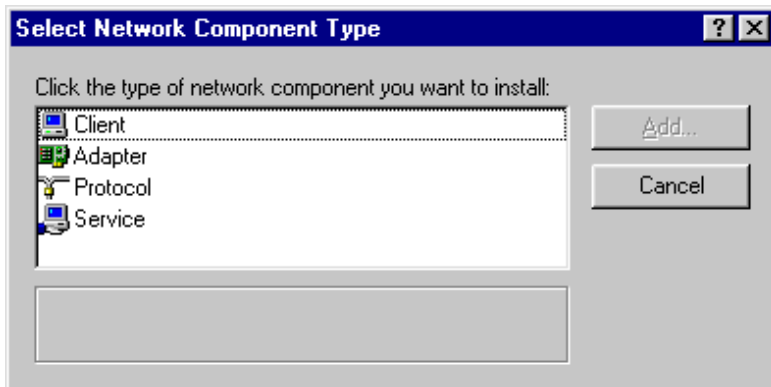 Select Network Component Type
Click the type of network component you want to install:
Client
Adapter
Protocol
Service
Add...
Cancel